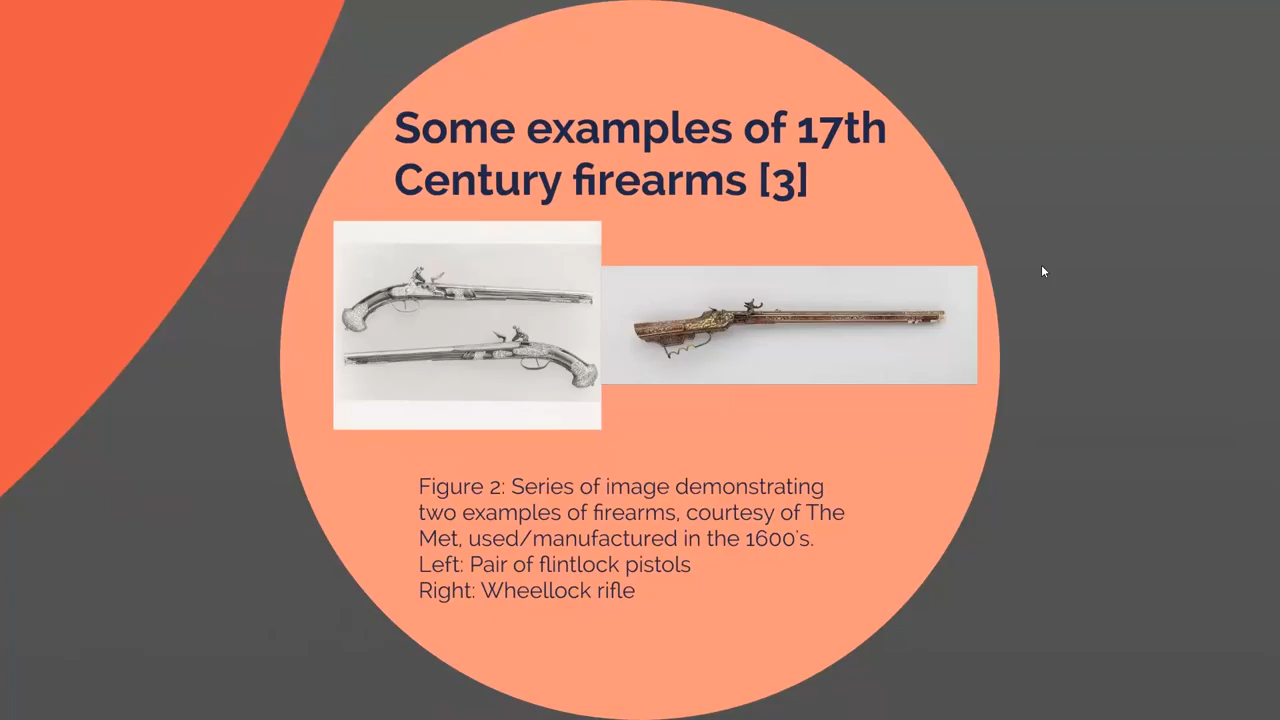 Some examples of 17th
Century firearms [3]
Figure 2: Series of image demonstrating
two examples of firearms, courtesy of The
Met, used/manufactured in the 1600's.
Left: Pair of flintlock pistols
Right: Wheellock rifle